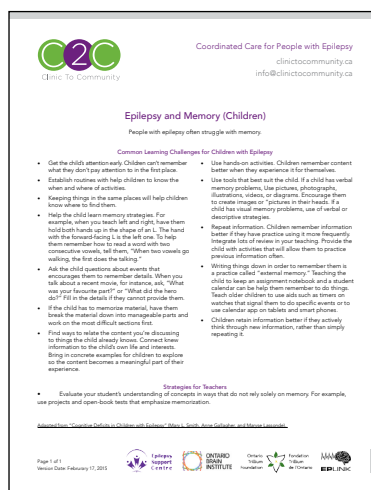 C2C
Clinic To Community
Coordinated Care for People with Epilepsy
clinictocommunity.ca
info@clinictocommunity.ca
Epilepsy and Memory (Children)
People with epilepsy often struggle with memory.
Common Learning Challenges for Children with Epilepsy
• Get the child's attention early. Children can't remember
what they don't pay attention to in the first place.
• Establish routines with help children to know the
when and where of activities.
• Keeping things in the same places will help children
know where to find them.
• Help the child learn memory strategies. For
example, when you teach left and right, have them
hold both hands up in the shape of an L. The hand
with the forward-facing L is the left one. To help
them remember how to read a word with two
consecutive vowels, tell them, "When two vowels go
walking, the first does the talking."
• Ask the child questions about events that
encourages them to remember details. When you
talk about a recent movie, for instance, ask, "What
was your favourite part?" or "What did the hero
do?" Fill in the details if they cannot provide them.
• If the child has to memorize material, have them
break the material down into manageable parts and
work on the most difficult sections first.
• Find ways to relate the content you're discussing
to things the child already knows. Connect knew
information to the child's own life and interests.
Bring in concrete examples for children to explore
so the content becomes a meaningful part of their
experience.
• Use hands-on activities. Children remember content
better when they experience it for themselves.
• Use tools that best suit the child. If a child has verbal
memory problems, Use pictures, photographs,
illustrations, videos, or diagrams. Encourage them
to create images or "pictures in their heads. If a
child has visual memory problems, use of verbal or
descriptive strategies.
• Repeat information. Children remember information
better if they have practice using it more frequently.
Integrate lots of review in your teaching. Provide the
child with activities that will allow them to practice
previous information often.
• Writing things down in order to remember them is
a practice called "external memory." Teaching the
child to keep an assignment notebook and a student
calendar can be help them remember to do things.
Teach older children to use aids such as timers on
watches that signal them to do specific events or to
use calendar app on tablets and smart phones.
• Children retain information better if they actively
think through new information, rather than simply
repeating it.
Strategies for Teachers
• Evaluate your student's understanding of concepts in ways that do not rely solely on memory. For example,
use projects and open-book tests that emphasize memorization.
Adapted from "Cognitive Deficits in Children with Epilepsy" (Mary L. Smith, Anne Gallagher, and Maryse Lassonde)
Page 1 of 1
Version Date: February 17, 2015
Epilepsy
Support
Centre
ONTARIO
BRAIN
INSTITUTE
Ontario
Trillium
Foundation
Fondation
Trillium
de l'Ontario
EPLINK